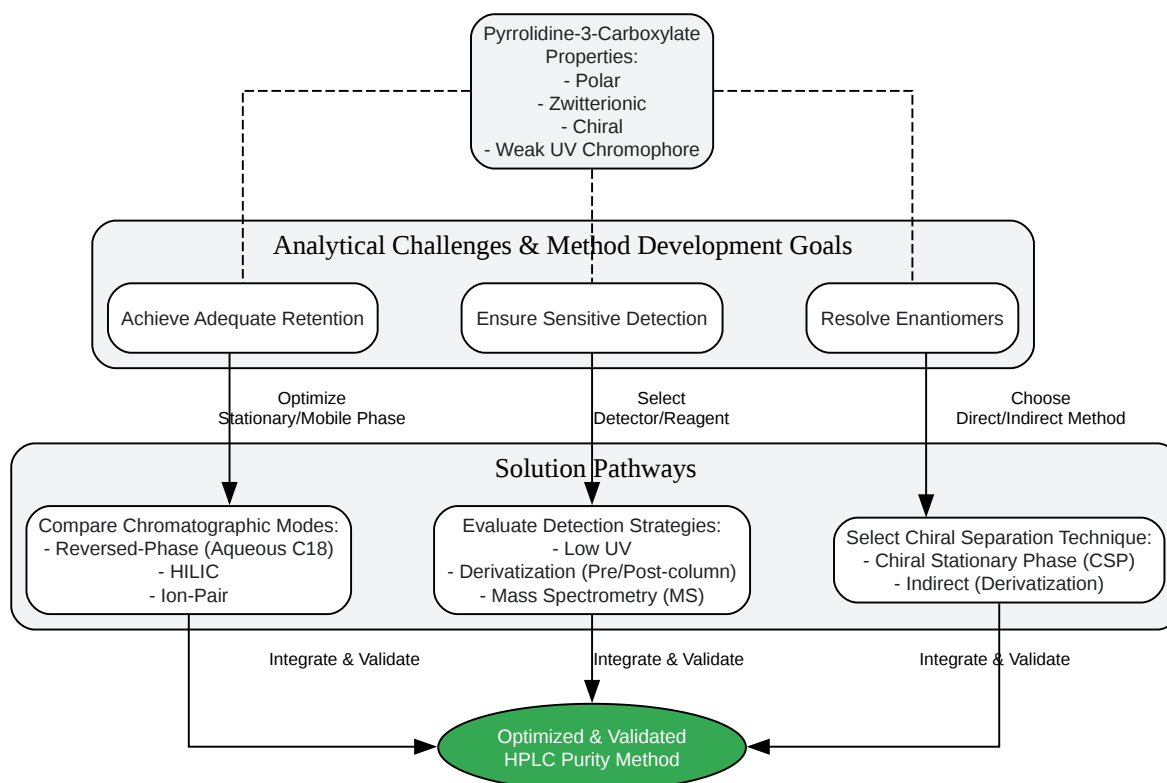 Pyrrolidine-3-Carboxylate
Properties:
- Polar
- Zwitterionic
- Chiral
- Weak UV Chromophore
Analytical Challenges & Method Development Goals
Achieve Adequate Retention
Ensure Sensitive Detection
Resolve Enantiomers
Optimize
Stationary/Mobile Phase
Select
Detector/Reagent
Choose
Direct/Indirect Method
Solution Pathways
Compare Chromatographic Modes:
- Reversed-Phase (Aqueous C18)
- HILIC
- Ion-Pair
Evaluate Detection Strategies:
- Low UV
- Derivatization (Pre/Post-column)
- Mass Spectrometry (MS)
Select Chiral Separation Technique:
- Chiral Stationary Phase (CSP)
- Indirect (Derivatization)
Integrate & Validate
Integrate & Validate
Integrate & Validate
Optimized & Validated
HPLC Purity Method